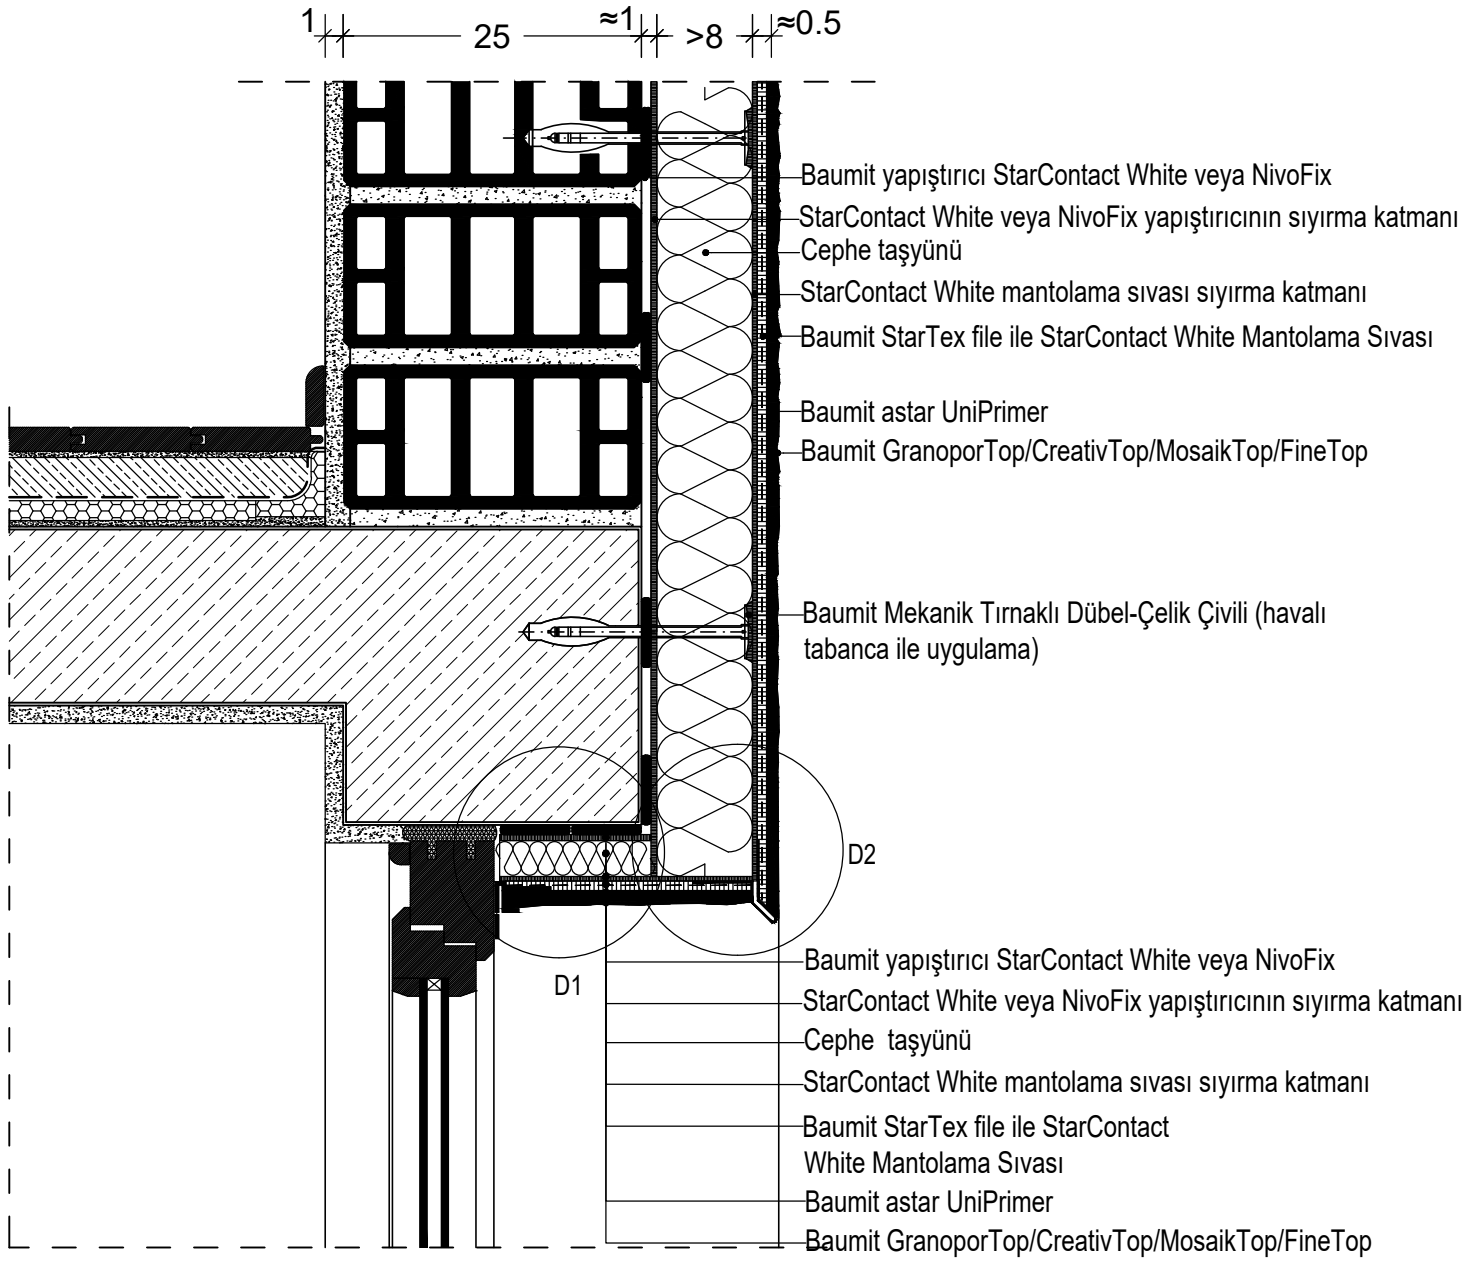 1
25
≈1
>8
≈0.5
Baumit yapıştırıcı StarContact White veya NivoFix
StarContact White veya NivoFix yapıştırıcının sıyırma katmanı
Cephe taşyünü
StarContact White mantolama sıvası sıyırma katmanı
Baumit StarTex file ile StarContact White Mantolama Sıvası
Baumit astar UniPrimer
Baumit GranoporTop/CreativTop/MosaikTop/FineTop
Baumit Mekanik Tırnaklı Dübel-Çelik Çivili (havalı
tabanca ile uygulama)
D2
D1
Baumit yapıştırıcı StarContact White veya NivoFix
StarContact White veya NivoFix yapıştırıcının sıyırma katmanı
Cephe taşyünü
StarContact White mantolama sıvası sıyırma katmanı
Baumit StarTex file ile StarContact
White Mantolama Sıvası
Baumit astar UniPrimer
Baumit GranoporTop/CreativTop/MosaikTop/FineTop